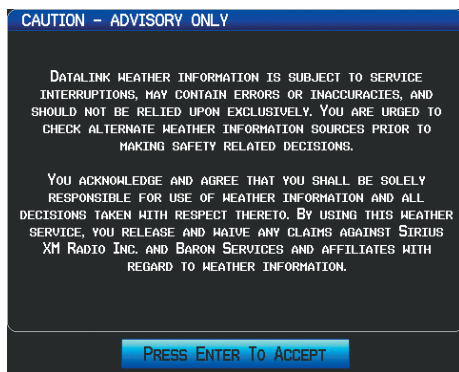 CAUTION - ADVISORY ONLY
DATALINK WEATHER INFORMATION IS SUBJECT TO SERVICE
INTERRUPTIONS, MAY CONTAIN ERRORS OR INACCURACIES, AND
SHOULD NOT BE RELIED UPON EXCLUSIVELY. YOU ARE URGED TO
CHECK ALTERNATE WEATHER INFORMATION SOURCES PRIOR TO
MAKING SAFETY RELATED DECISIONS.
YOU ACKNOWLEDGE AND AGREE THAT YOU SHALL BE SOLELY
RESPONSIBLE FOR USE OF WEATHER INFORMATION AND ALL
DECISIONS TAKEN WITH RESPECT THERETO. BY USING THIS WEATHER
SERVICE, YOU RELEASE AND WAIVE ANY CLAIMS AGAINST SIRIUS
XM RADIO INC. AND BARON SERVICES AND AFFILIATES WITH
REGARD TO WEATHER INFORMATION.
PRESS ENTER TO ACCEPT